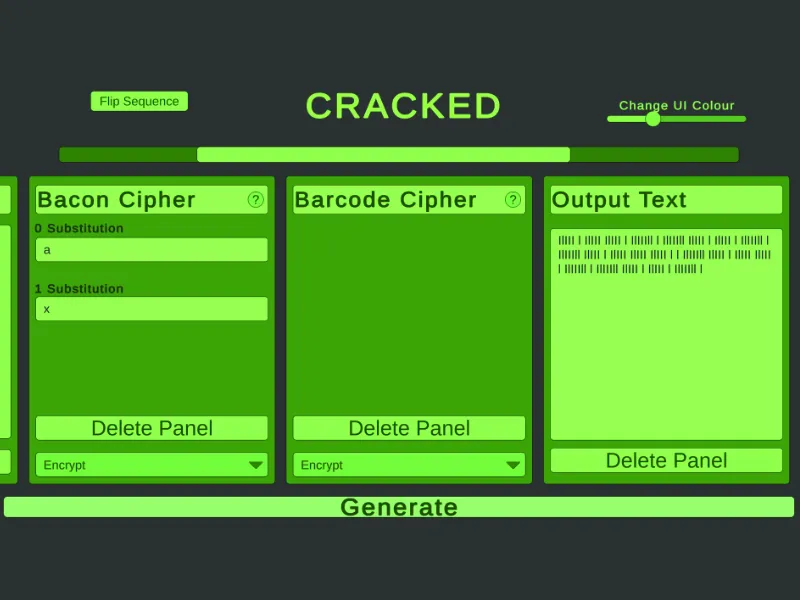 Flip Sequence
CRACKED
Change UI Colour
Bacon Cipher ?
0 Substitution
a
1 Substitution
x
Delete Panel
Encrypt
Barcode Cipher ?
Delete Panel
Encrypt
Output Text
Delete Panel
Generate